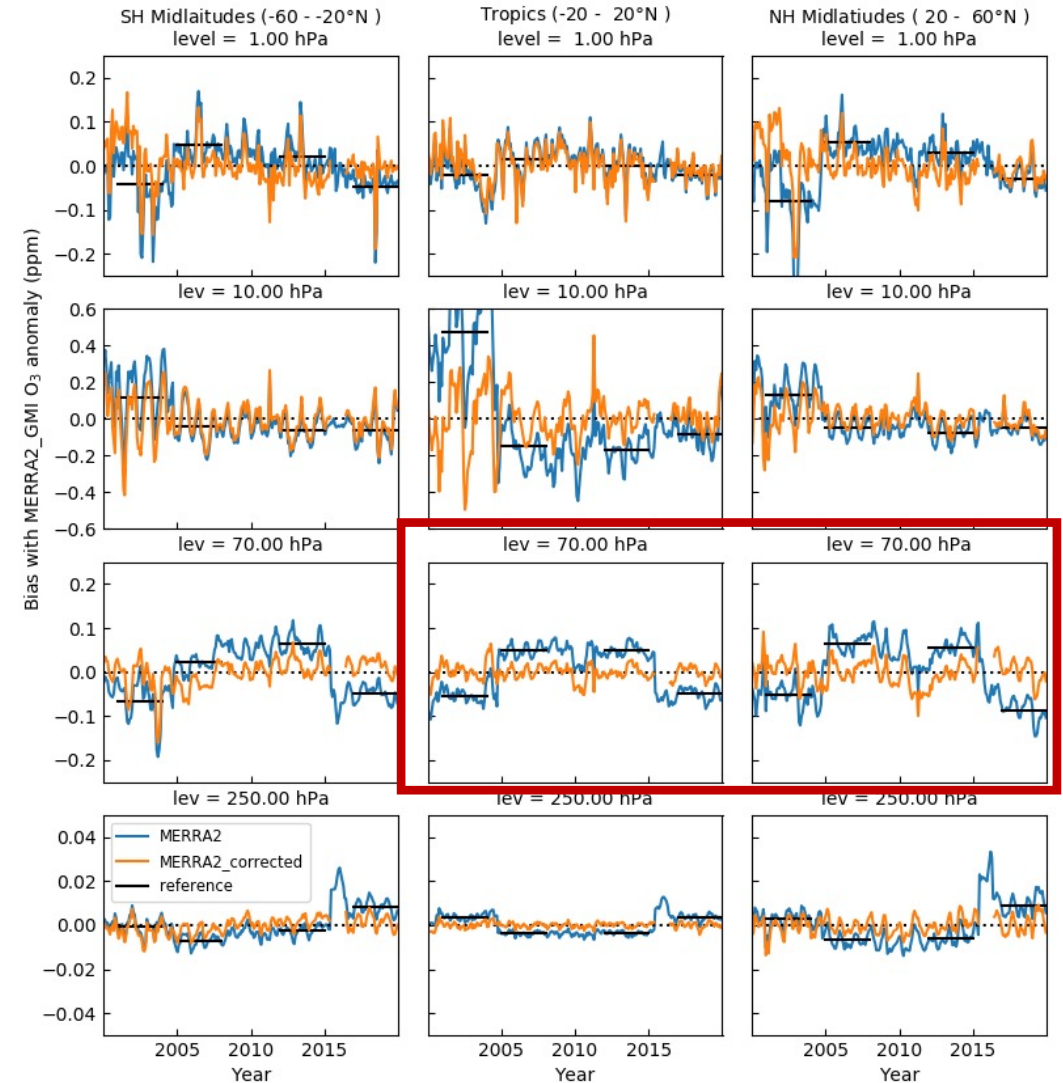 SH Midlaitudes (-60 - -20°N )
level =  1.00 hPa
Tropics (-20 -  20°N )
level =  1.00 hPa
NH Midlatiudes ( 20 -  60°N )
level =  1.00 hPa
0.2
0.1
0.0
−0.1
−0.2
lev = 10.00 hPa
lev = 10.00 hPa
lev = 10.00 hPa
0.6
0.4
0.2
0.0
−0.2
−0.4
−0.6
Bias with MERRA2_GMI O₃ anomaly (ppm)
lev = 70.00 hPa
lev = 70.00 hPa
lev = 70.00 hPa
0.2
0.1
0.0
−0.1
−0.2
lev = 250.00 hPa
lev = 250.00 hPa
lev = 250.00 hPa
0.04
0.02
0.00
−0.02
−0.04
MERRA2
MERRA2_corrected
reference
2005 2010 2015
Year
2005 2010 2015
Year
2005 2010 2015
Year